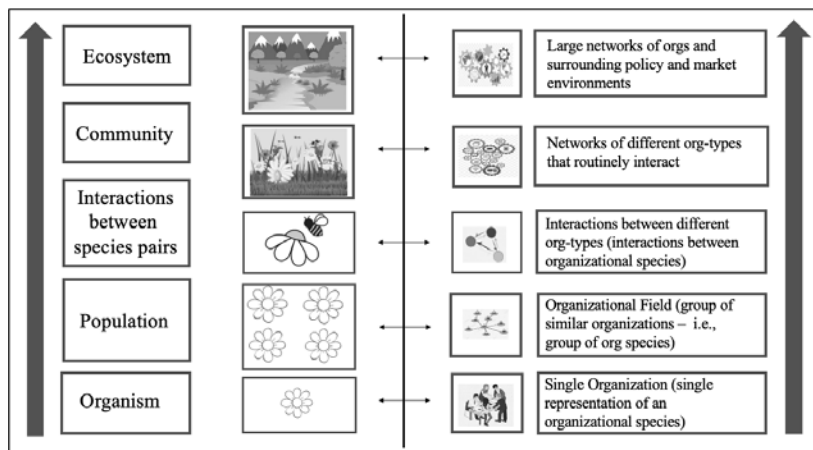 Ecosystem
Large networks of orgs and
surrounding policy and market
environments
Community
Networks of different org-types
that routinely interact
Interactions
between
species pairs
Interactions between different
org-types (interactions between
organizational species)
Population
Organizational Field (group of
similar organizations – i.e.,
group of org species)
Organism
Single Organization (single
representation of an
organizational species)